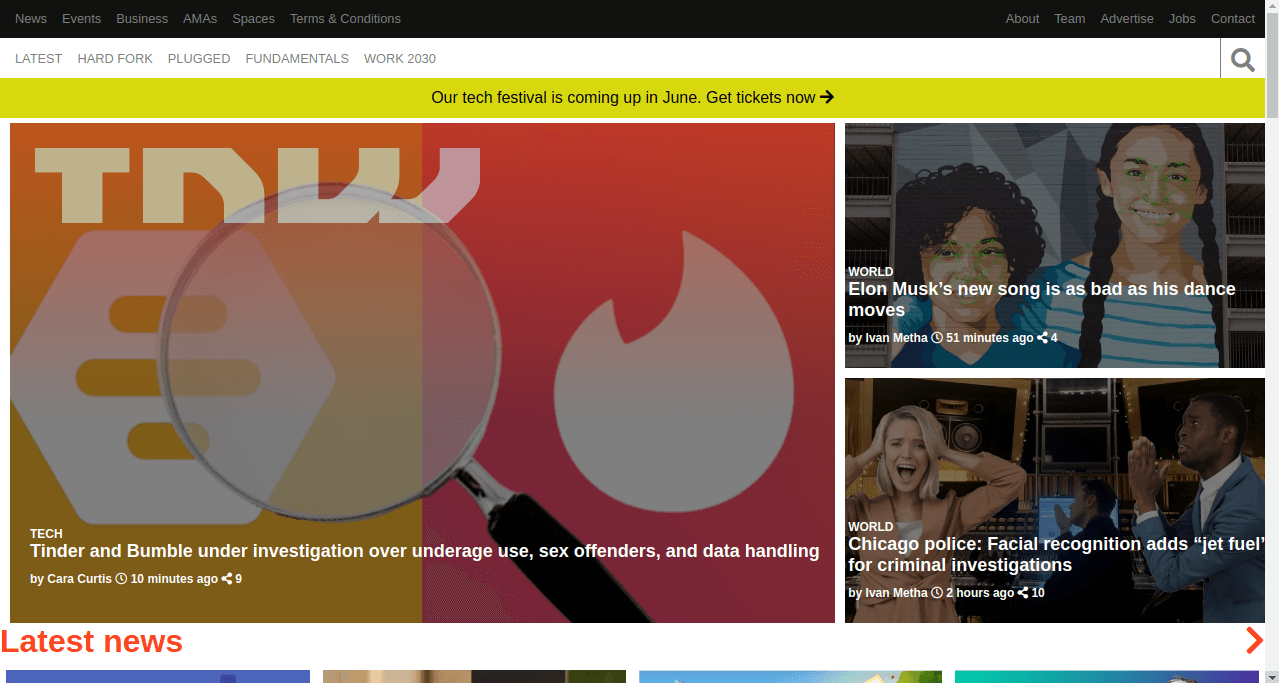 News Events Business AMAs Spaces Terms & Conditions About Team Advertise Jobs Contact
LATEST HARD FORK PLUGGED FUNDAMENTALS WORK 2030
Our tech festival is coming up in June. Get tickets now
TNW
TECH
Tinder and Bumble under investigation over underage use, sex offenders, and data handling
by Cara Curtis 10 minutes ago 9
WORLD
Elon Musk’s new song is as bad as his dance
moves
by Ivan Metha 51 minutes ago 4
WORLD
Chicago police: Facial recognition adds “jet fuel”
for criminal investigations
by Ivan Metha 2 hours ago 10
Latest news